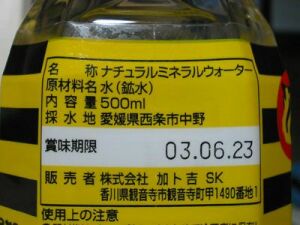 名 称 ナチュラルミネラルウォーター
原材料名 水(鉱水)
内 容 量 500ml
採 水 地 愛媛県西条市中野
賞味期限 03.06.23
販 売 者 株式会社 加ト吉 SK
香川県観音寺市観音寺町甲1490番地1
使用上の注意